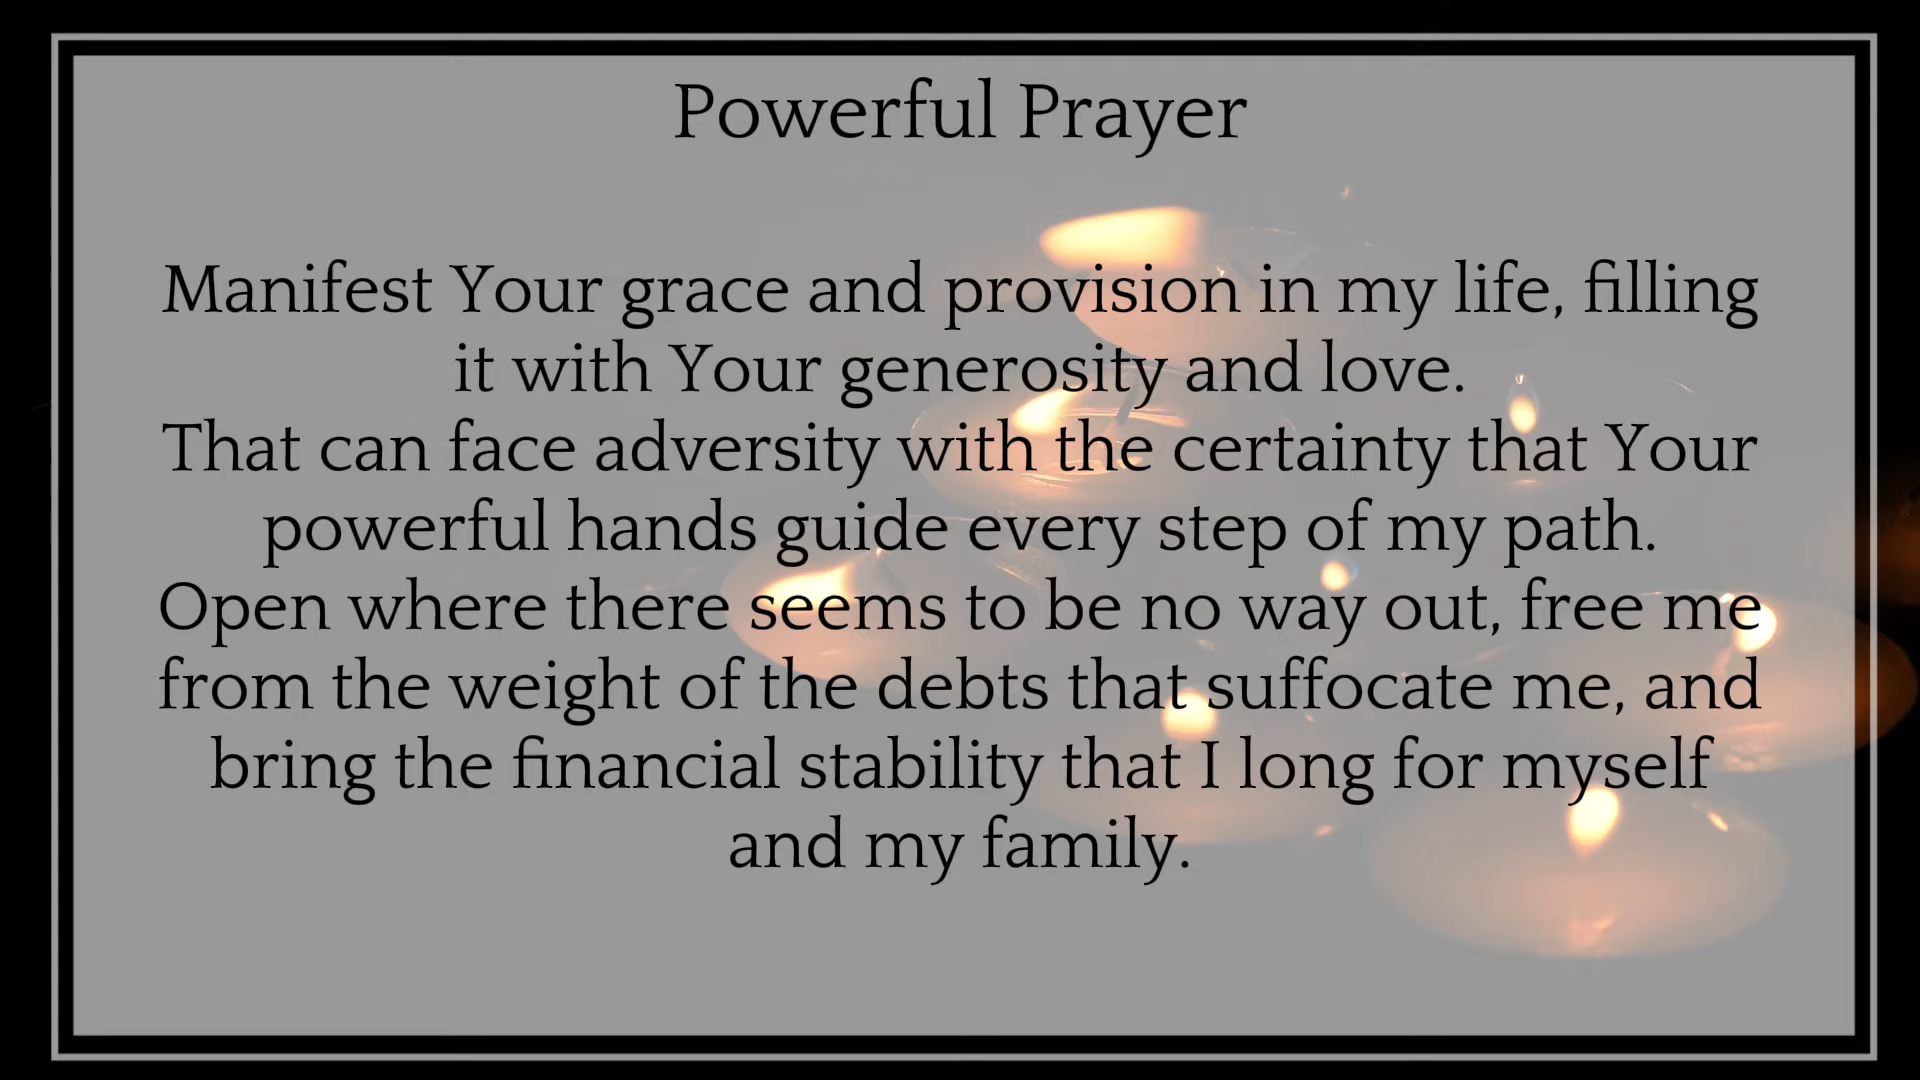 Powerful Prayer
Manifest Your grace and provision in my life, filling
it with Your generosity and love.
That can face adversity with the certainty that Your
powerful hands guide every step of my path.
Open where there seems to be no way out, free me
from the weight of the debts that suffocate me, and
bring the financial stability that I long for myself
and my family.